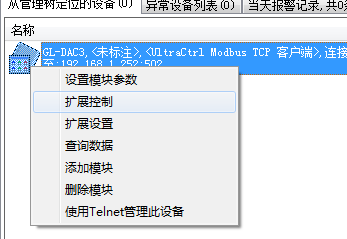 从管理树定位的设备(0) 异常设备列表(0) 当天报警记录, 共0
名称
GL-DAC3,<未标注>,<UltraCtrl Modbus TCP 客户端>,连接
至:192.168.1.252:502
设置模块参数
扩展控制
扩展设置
查询数据
添加模块
删除模块
使用Telnet管理此设备